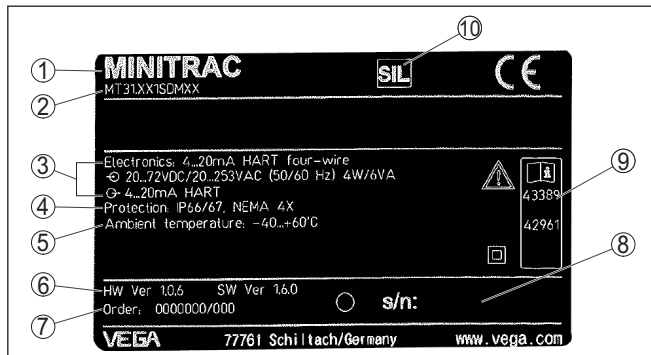 10
1 MINITRAC SIL CE
2 MT31.XX1SDMXX
3 Electronics: 4...20mA HART four-wire
20...72VDC/20...253VAC (50/60 Hz) 4W/6VA
4...20mA HART
4 Protection: IP66/67, NEMA 4X
5 Ambient temperature: -40...+60°C
i
43389
42961
9
8
6 HW Ver 1.0.6 SW Ver 1.6.0
7 Order: 0000000/000 s/n:
VEGA 77761 Schiltach/Germany www.vega.com